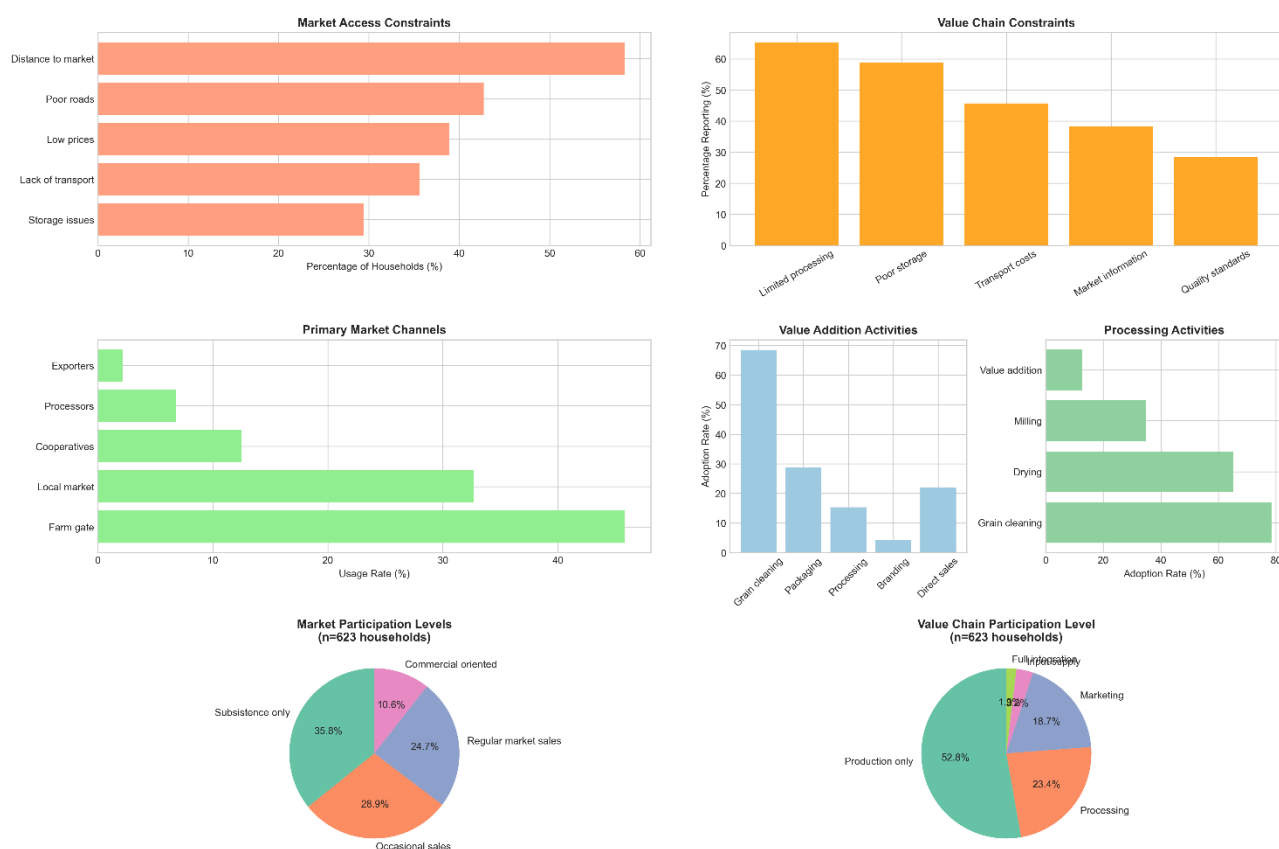 Market Access Constraints
Distance to market
Poor roads
Low prices
Lack of transport
Storage issues
0 10 20 30 40 50 60
Percentage of Households (%)
Value Chain Constraints
Percentage Reporting (%)
60
50
40
30
20
10
0
Limited processing
Poor storage
Transport costs
Market information
Quality standards
Primary Market Channels
Exporters
Processors
Cooperatives
Local market
Farm gate
0 10 20 30 40
Usage Rate (%)
Value Addition Activities
Adoption Rate (%)
70
60
50
40
30
20
10
0
Grain cleaning
Packaging
Processing
Branding
Direct sales
Processing Activities
Value addition
Milling
Drying
Grain cleaning
0 20 40 60 80
Adoption Rate (%)
Market Participation Levels
(n=623 households)
Commercial oriented
10.6%
Subsistence only
35.8%
Regular market sales
24.7%
28.9%
Occasional sales
Value Chain Participation Level
(n=623 households)
Full integration
Input supply
Marketing
18.7%
Production only
52.8%
23.4%
Processing